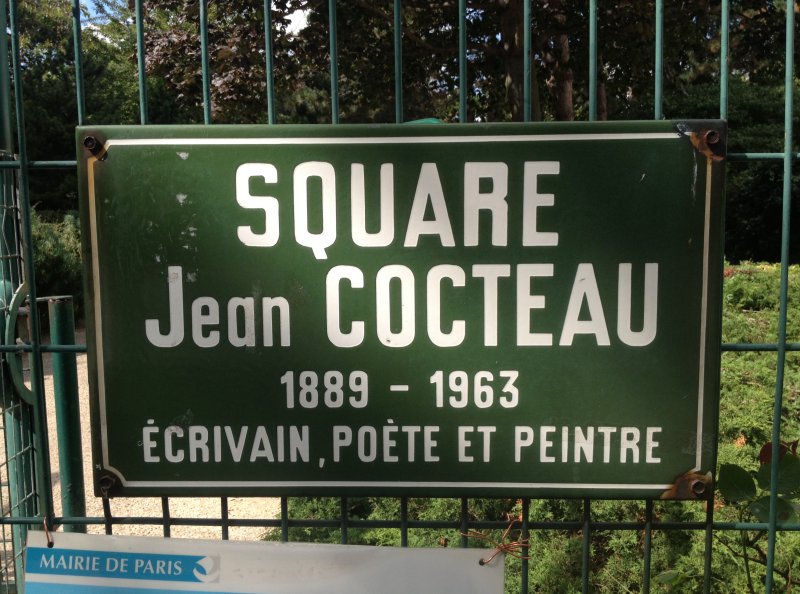 SQUARE
Jean COCTEAU
1889 - 1963
ÉCRIVAIN, POÈTE ET PEINTRE
MAIRIE DE PARIS